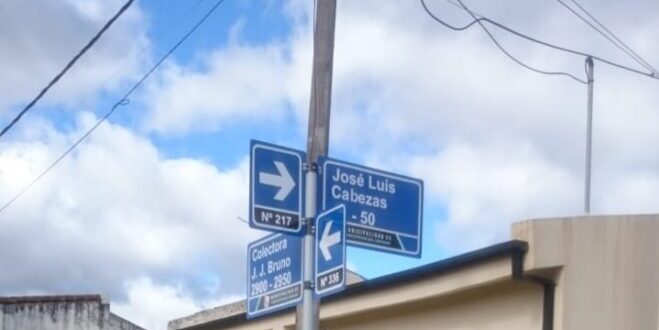 José Luis
Cabezas
- 50
Nº 217
Colectora
J. J. Bruno
2900 - 2950
Nº 336